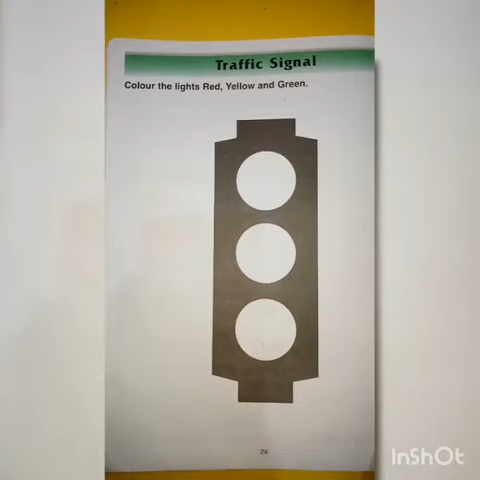 Traffic Signal
Colour the lights Red, Yellow and Green.
24
InShOt